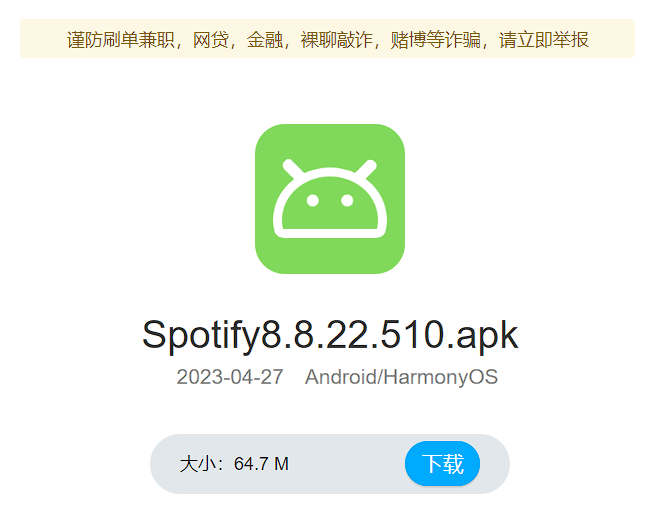 谨防刷单兼职，网贷，金融，裸聊敲诈，赌博等诈骗，请立即举报
Spotify8.8.22.510.apk
2023-04-27 Android/HarmonyOS
大小：64.7 M 下载